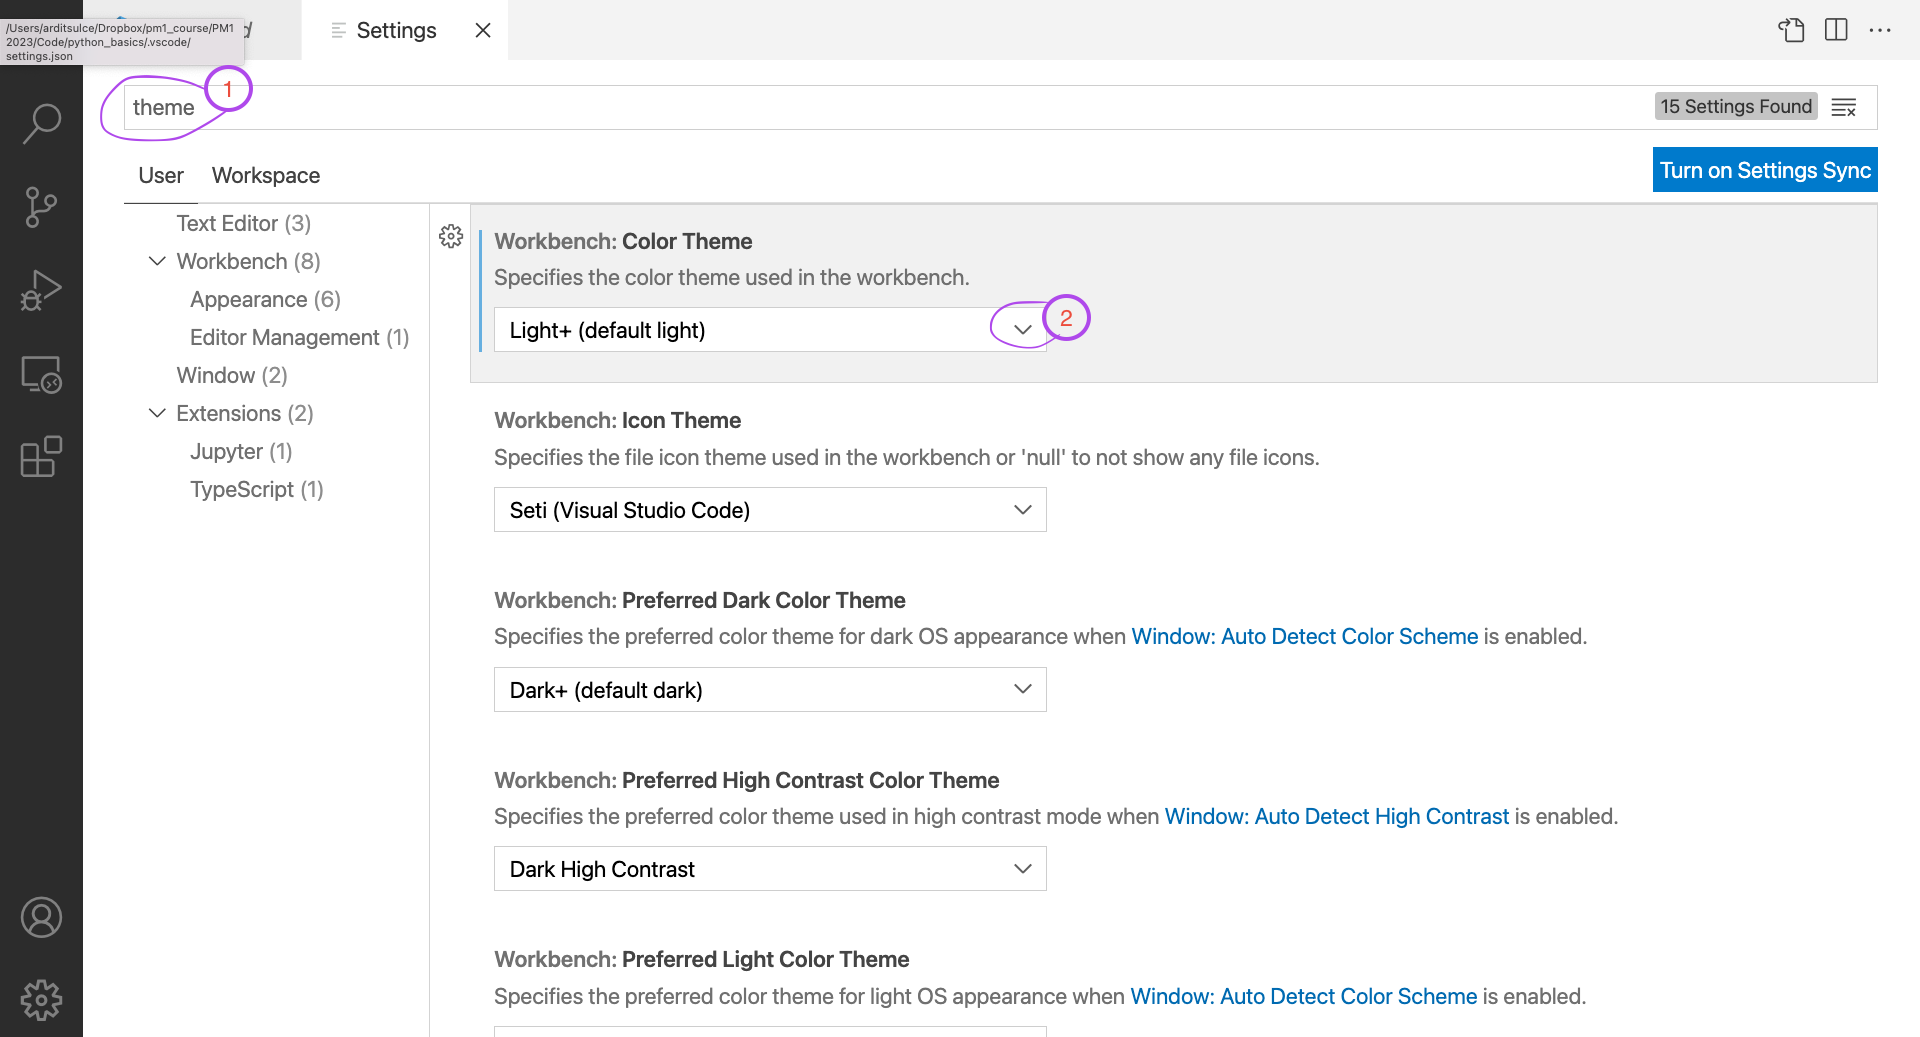 /Users/arditsulce/Dropbox/pm1_course/PM1
2023/Code/python_basics/.vscode/
settings.json
Settings
theme
1
15 Settings Found
User
Workspace
Turn on Settings Sync
Text Editor (3)
Workbench (8)
Appearance (6)
Editor Management (1)
Window (2)
Extensions (2)
Jupyter (1)
TypeScript (1)
Workbench: Color Theme
Specifies the color theme used in the workbench.
Light+ (default light)
2
Workbench: Icon Theme
Specifies the file icon theme used in the workbench or 'null' to not show any file icons.
Seti (Visual Studio Code)
Workbench: Preferred Dark Color Theme
Specifies the preferred color theme for dark OS appearance when Window: Auto Detect Color Scheme is enabled.
Dark+ (default dark)
Workbench: Preferred High Contrast Color Theme
Specifies the preferred color theme used in high contrast mode when Window: Auto Detect High Contrast is enabled.
Dark High Contrast
Workbench: Preferred Light Color Theme
Specifies the preferred color theme for light OS appearance when Window: Auto Detect Color Scheme is enabled.